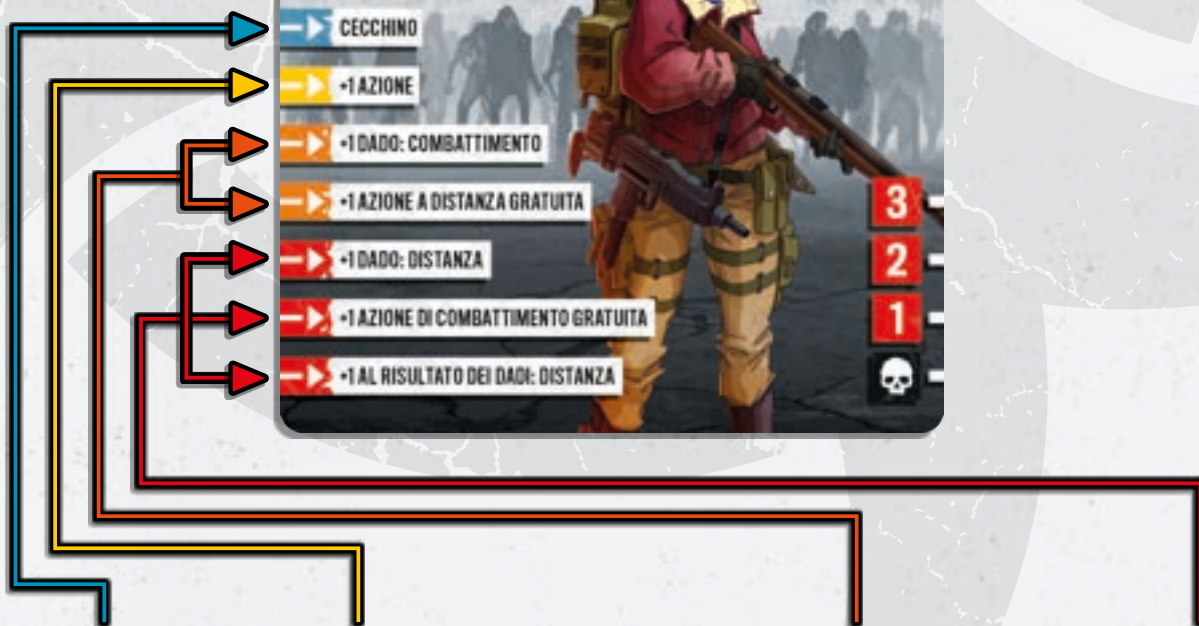 CECCHINO
+1 AZIONE
+1 DADO: COMBATTIMENTO
+1 AZIONE A DISTANZA GRATUITA
+1 DADO: DISTANZA
+1 AZIONE DI COMBATTIMENTO GRATUITA
+1 AL RISULTATO DEI DADI: DISTANZA
3
2
1